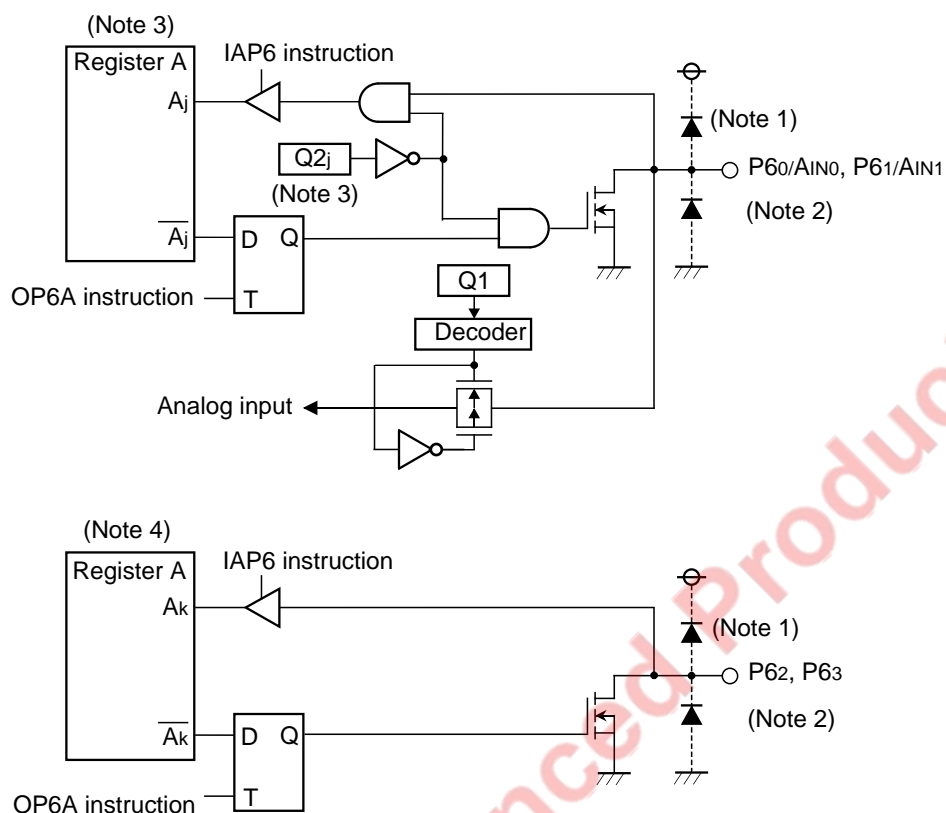 (Note 3)
Register A
IAP6 instruction
Aj
Q2j
(Note 3)
(Note 1)
P60/AIN0, P61/AIN1
(Note 2)
Aj
D Q
T
OP6A instruction
Q1
Decoder
Analog input
(Note 4)
Register A
IAP6 instruction
Ak
(Note 1)
P62, P63
(Note 2)
Ak
D Q
T
OP6A instruction
nced Produc